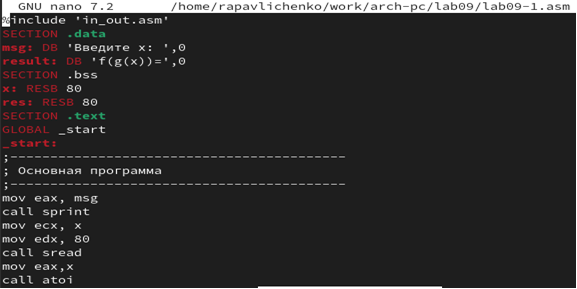 GNU nano 7.2 /home/rapavlichenko/work/arch-pc/lab09/lab09-1.asm
%include 'in_out.asm'
SECTION .data
msg: DB 'Введите x: ',0
result: DB 'f(g(x))=',0
SECTION .bss
x: RESB 80
res: RESB 80
SECTION .text
GLOBAL _start
_start:
;------------------------------------------
; Основная программа
;------------------------------------------
mov eax, msg
call sprint
mov ecx, x
mov edx, 80
call sread
mov eax,x
call atoi